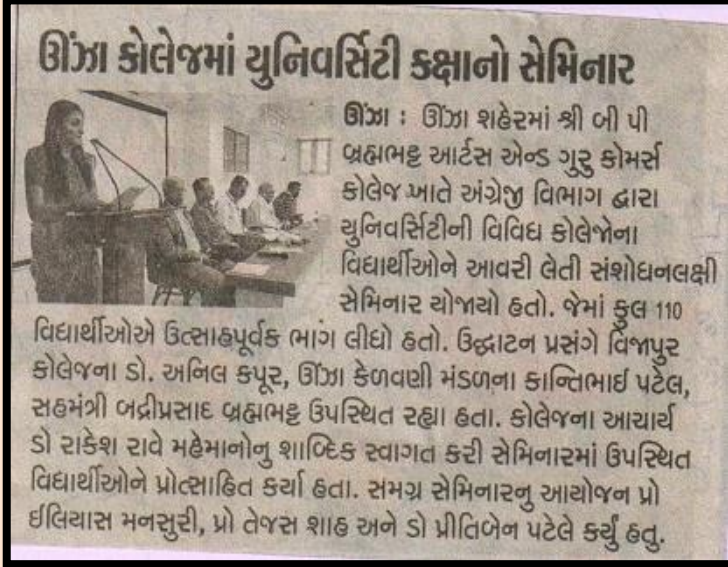 ઊંઝા કોલેજમાં યુનિવર્સિટી કક્ષાનો સેમિનાર
ઊંઝા : ઊંઝા શહેરમાં શ્રી બી પી
બ્રહ્મભટ્ટ આર્ટસ એન્ડ ગુરુ કોમર્સ
કોલેજ ખાતે અંગ્રેજી વિભાગ દ્વારા
યુનિવર્સિટીની વિવિધ કોલેજોના
વિદ્યાર્થીઓને આવરી લેતી સંશોધનલક્ષી
સેમિનાર યોજાયો હતો. જેમાં કુલ 110
વિદ્યાર્થીઓએ ઉત્સાહપૂર્વક ભાગ લીધો હતો. ઉદ્ઘાટન પ્રસંગે વિજાપુર
કોલેજના ડો. અનિલ કપૂર, ઊંઝા કેળવણી મંડળના કાન્તિભાઈ પટેલ,
સહમંત્રી બદ્રીપ્રસાદ બ્રહ્મભટ્ટ ઉપસ્થિત રહ્યા હતા. કોલેજના આચાર્ય
ડો રાકેશ રાવે મહેમાનોનુ શાબ્દિક સ્વાગત કરી સેમિનારમાં ઉપસ્થિત
વિદ્યાર્થીઓને પ્રોત્સાહિત કર્યા હતા. સમગ્ર સેમિનારનુ આયોજન પ્રો
ઈલિયાસ મનસુરી, પ્રો તેજસ શાહ અને ડો પ્રીતિબેન પટેલે કર્યું હતુ.